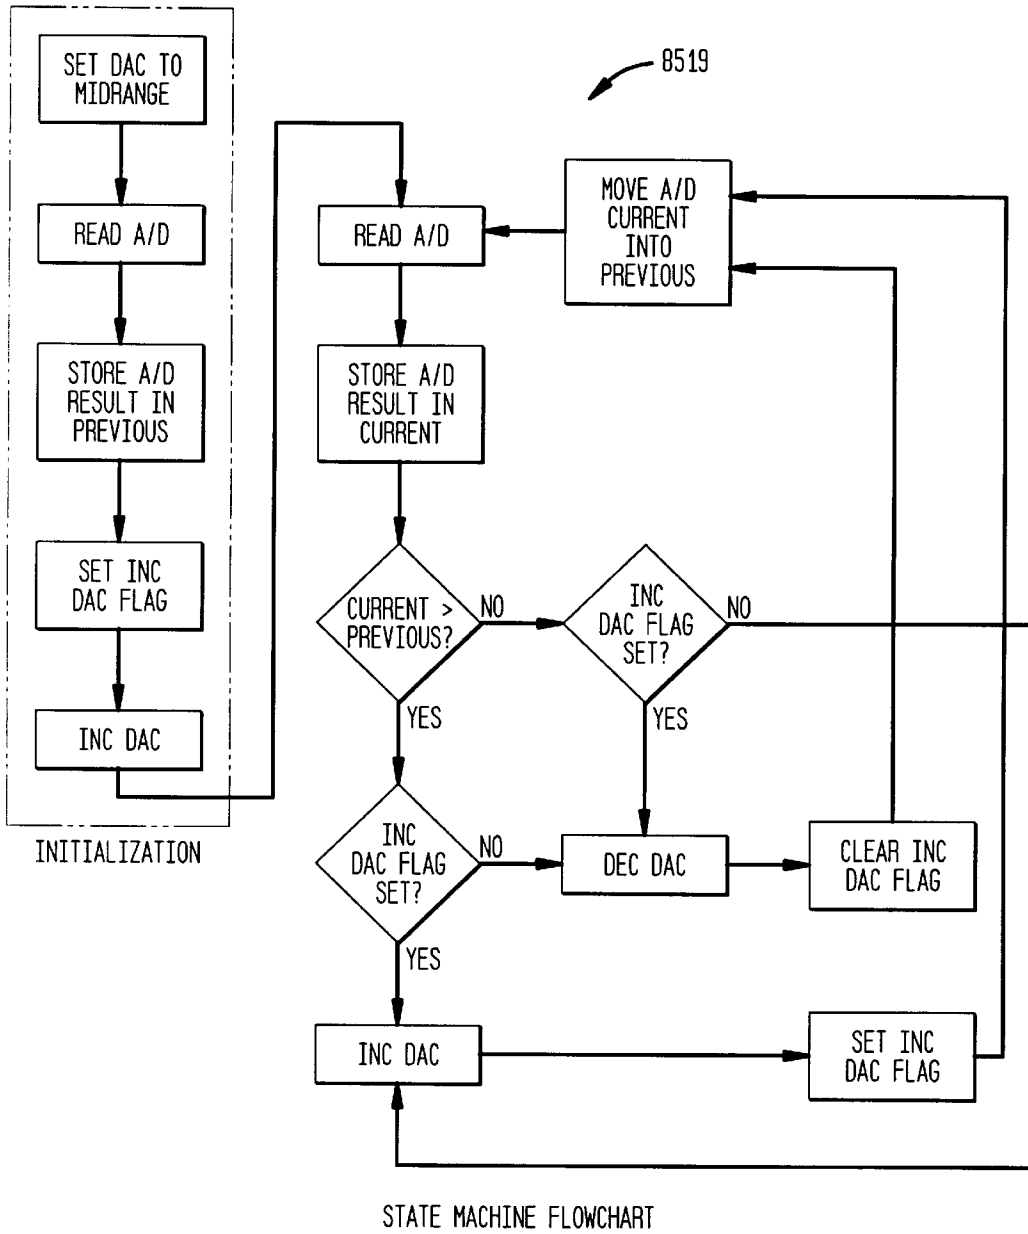 SET DAC TO
MIDRANGE
READ A/D
STORE A/D
RESULT IN
PREVIOUS
SET INC
DAC FLAG
INC DAC
INITIALIZATION
8519
READ A/D
MOVE A/D
CURRENT
INTO
PREVIOUS
STORE A/D
RESULT IN
CURRENT
CURRENT >
PREVIOUS?
NO
YES
INC
DAC FLAG
SET?
NO
YES
INC
DAC FLAG
SET?
NO
YES
DEC DAC
CLEAR INC
DAC FLAG
INC DAC
SET INC
DAC FLAG
STATE MACHINE FLOWCHART